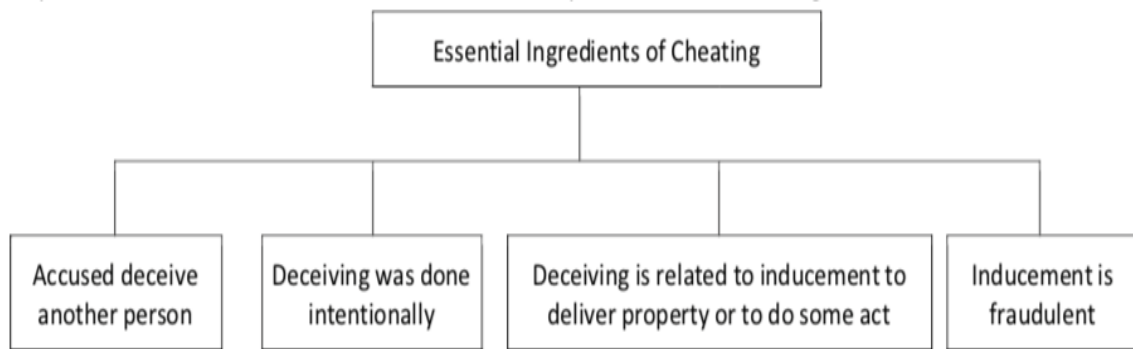 Essential Ingredients of Cheating
Accused deceive
another person
Deceiving was done
intentionally
Deceiving is related to inducement to
deliver property or to do some act
Inducement is
fraudulent